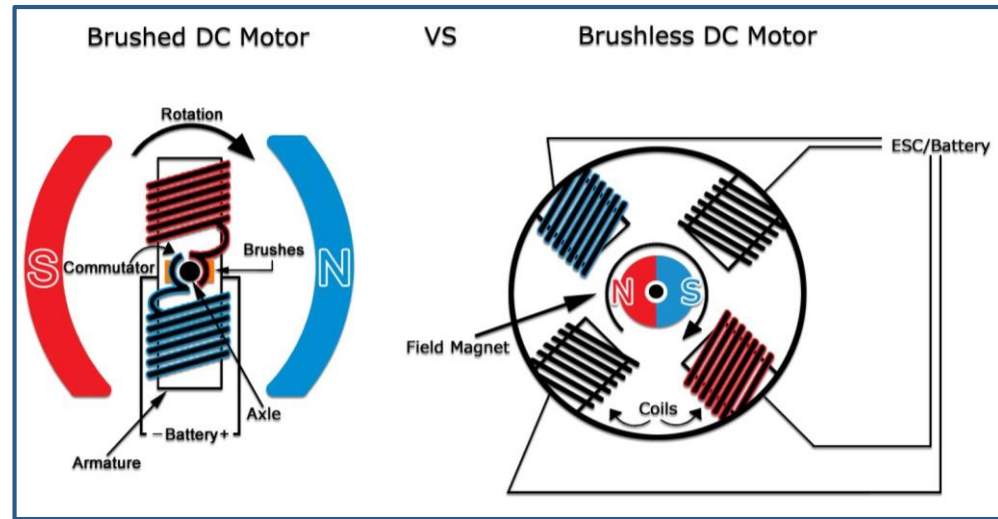 Brushed DC Motor VS Brushless DC Motor
Rotation
ESC/Battery
S
Commutator
Brushes
N
N
S
Field Magnet
Axle
Coils
–Battery+
Armature